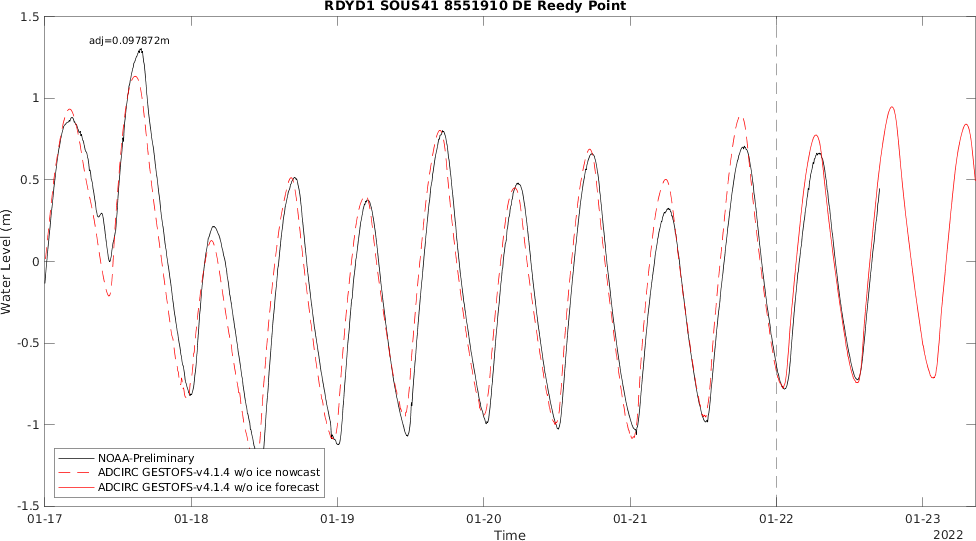 RDYD1 SOUS41 8551910 DE Reedy Point
adj=0.097872m
1.5
1
0.5
0
-0.5
-1
-1.5
Water Level (m)
NOAA-Preliminary
ADCIRC GESTOFS-v4.1.4 w/o ice nowcast
ADCIRC GESTOFS-v4.1.4 w/o ice forecast
01-17 01-18 01-19 01-20 01-21 01-22 01-23
Time
2022